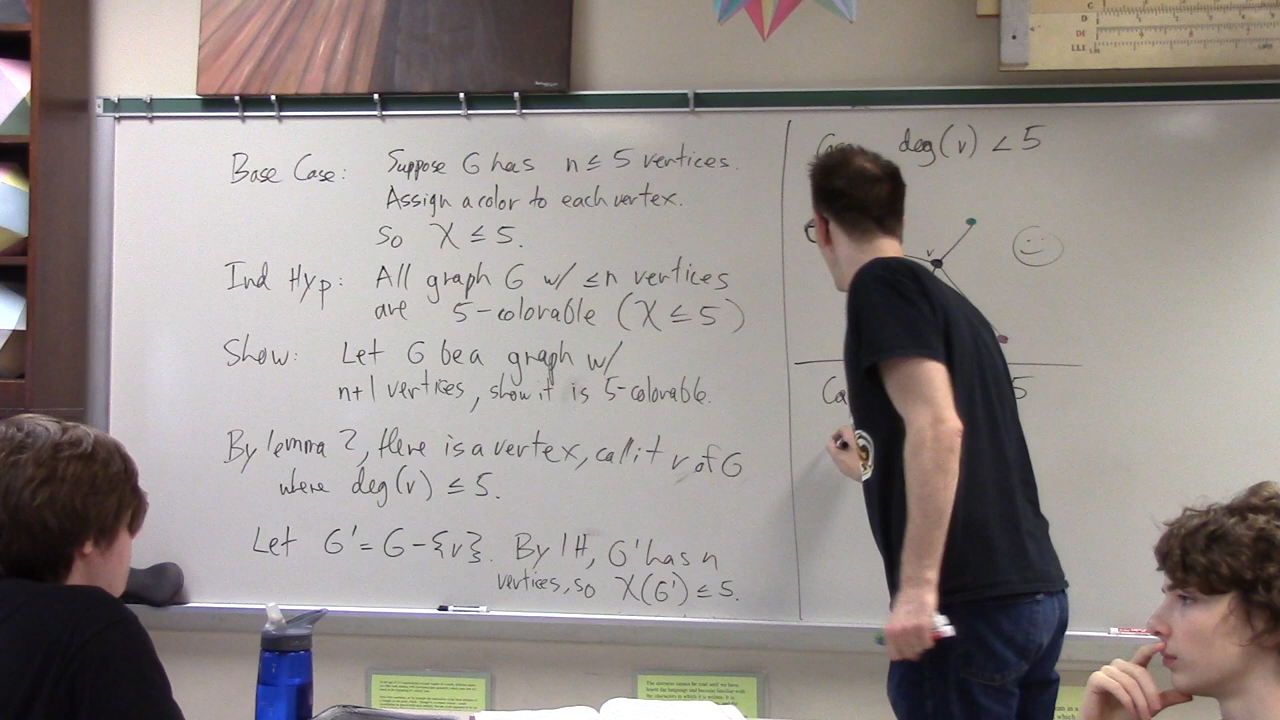 Base Case: Suppose G has n ≤ 5 vertices.
Assign a color to each vertex.
So χ ≤ 5.
Ind Hyp: All graph G w/ ≤n vertices
are 5-colorable (χ ≤ 5)
Show: Let G be a graph w/
n+1 vertices, show it is 5-colorable.
By lemma 2, there is a vertex, call it v of G
where deg(v) ≤ 5.
Let G' = G-{v}. By IH, G' has n
vertices, so χ(G') ≤ 5.
deg(v) < 5
v
5
C
D
DI
LL1